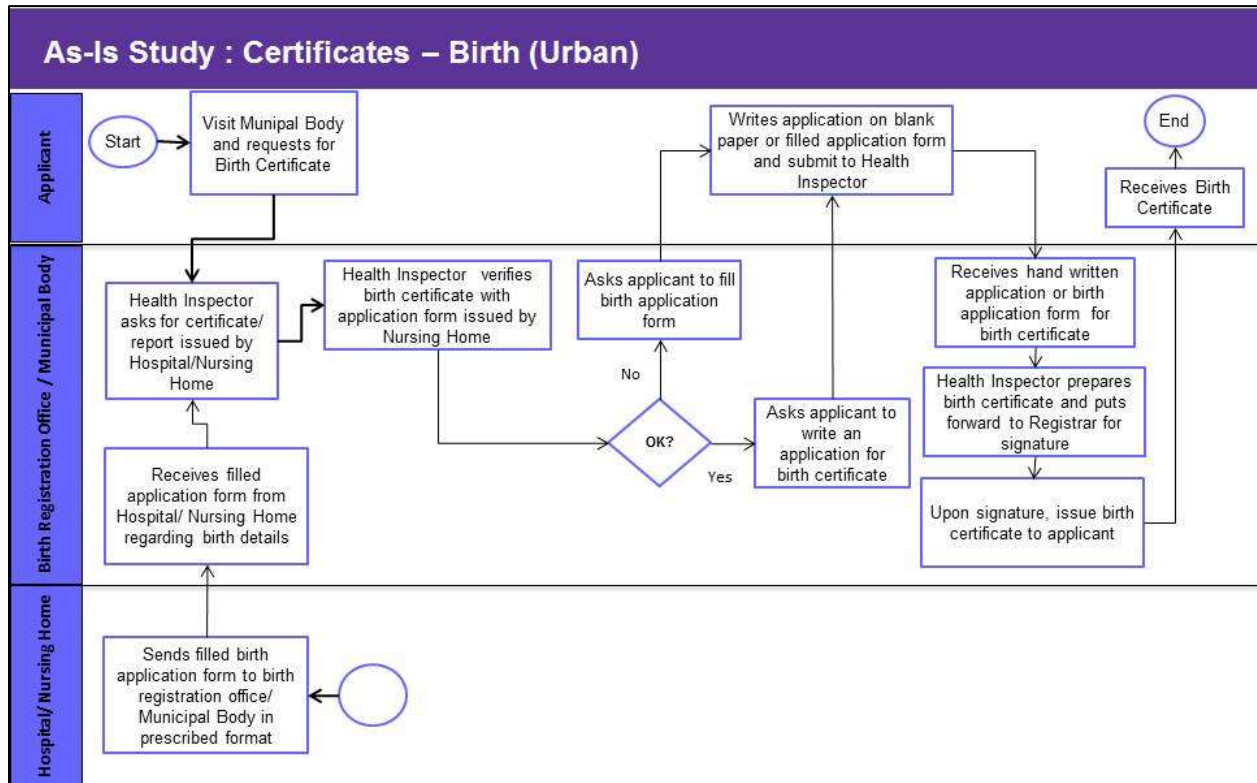 As-Is Study : Certificates – Birth (Urban)
Applicant
Start
Visit Munipal Body
and requests for
Birth Certificate
Writes application on blank
paper or filled application form
and submit to Health
Inspector
End
Receives Birth
Certificate
Birth Registration Office / Municipal Body
Health Inspector
asks for certificate/
report issued by
Hospital/Nursing
Home
Health Inspector verifies
birth certificate with
application form issued by
Nursing Home
Asks applicant to fill
birth application
form
No
OK?
Yes
Asks applicant to
write an
application for
birth certificate
Receives hand written
application or birth
application form for
birth certificate
Health Inspector prepares
birth certificate and puts
forward to Registrar for
signature
Upon signature, issue birth
certificate to applicant
Receives filled
application form from
Hospital/ Nursing Home
regarding birth details
Hospital/ Nursing Home
Sends filled birth
application form to birth
registration office/
Municipal Body in
prescribed format